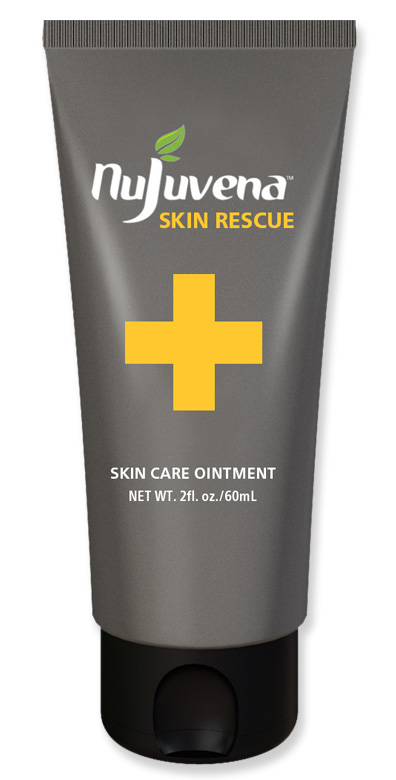 NuJuvena™
SKIN RESCUE
SKIN CARE OINTMENT
NET WT. 2fl. oz./60mL